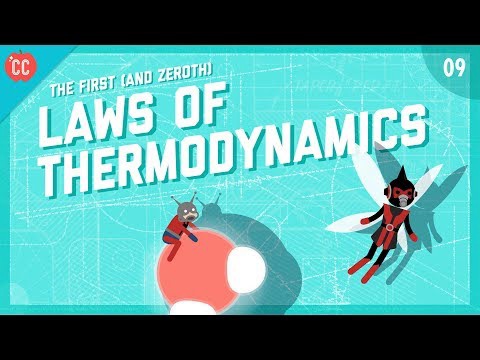 CC
09
THE FIRST (AND ZEROTH)
LAWS OF
THERMODYNAMICS